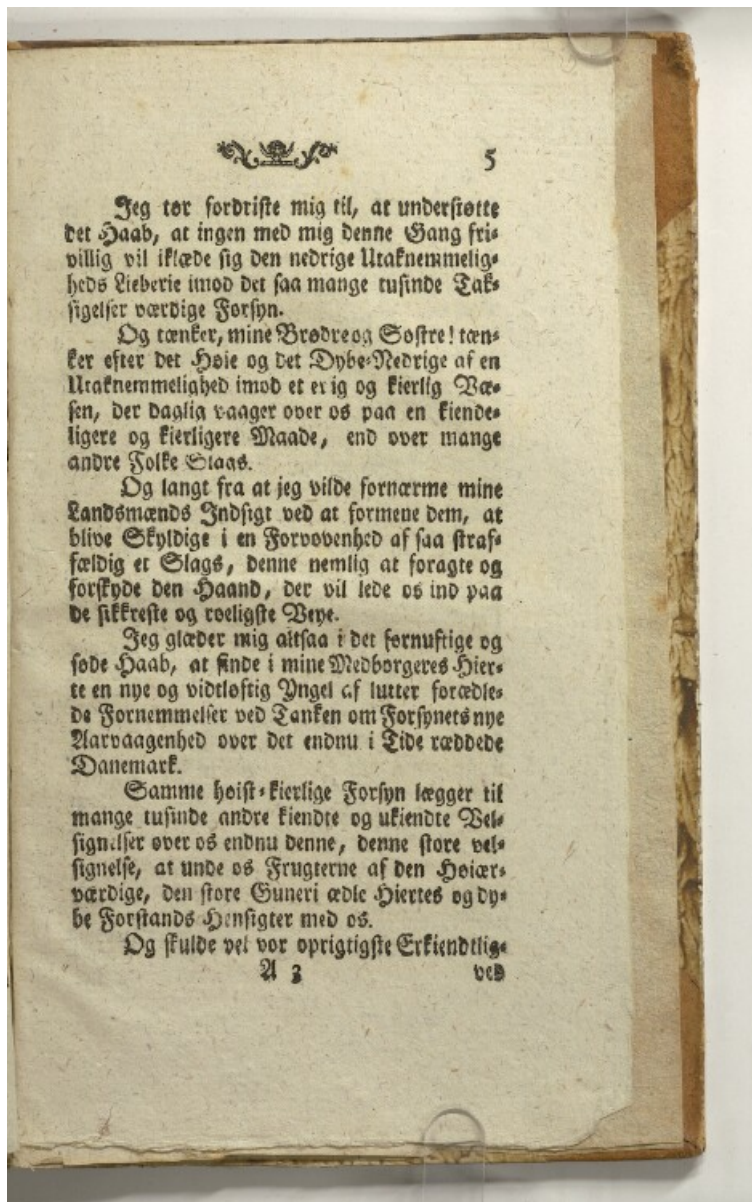 5
Jeg tør fordriste mig til, at understøtte
det Haab, at ingen med mig denne Gang fri-
villig vil iklæde sig den nedrige Utaknemmelig-
heds Lieberie imod det saa mange tusinde Tak-
sigelser værdige Forsyn.
Og tænker, mine Brødre og Søstre! tæn-
ker efter det Høie og det Dybe-Nedrige af en
Utaknemmelighed imod et evig og kierlig Væ-
sen, der daglig vaager over os paa en kiende-
ligere og kierligere Maade, end over mange
andre Folke Slags.
Og langt fra at jeg vilde fornærme mine
Landsmænds Indsigt ved at formene dem, at
blive Skyldige i en Forvovenhed af saa straf-
fældig et Slags, denne nemlig at foragte og
forskyde den Haand, der vil lede os ind paa
de sikkreste og roeligste Veye.
Jeg glæder mig altsaa i det fornuftige og
søde Haab, at finde i mine Medborgeres Hier-
te en nye og vidtløftig Yngel af lutter forædle-
de Fornemmelser ved Tanken om Forsynets nye
Aarvaagenhed over det endnu i Tide ræddede
Danemark.
Samme høist-kierlige Forsyn lægger til
mange tusinde andre kiendte og ukiendte Vel-
signelser over os endnu denne, denne store vel-
signelse, at unde os Frugterne af den Høiær-
værdige, den store Guneri ædle Hiertes og dy-
be Forstands Hensigter med os.
Og skulde vel vor oprigtigste Erkiendtlig-
A 3 ved